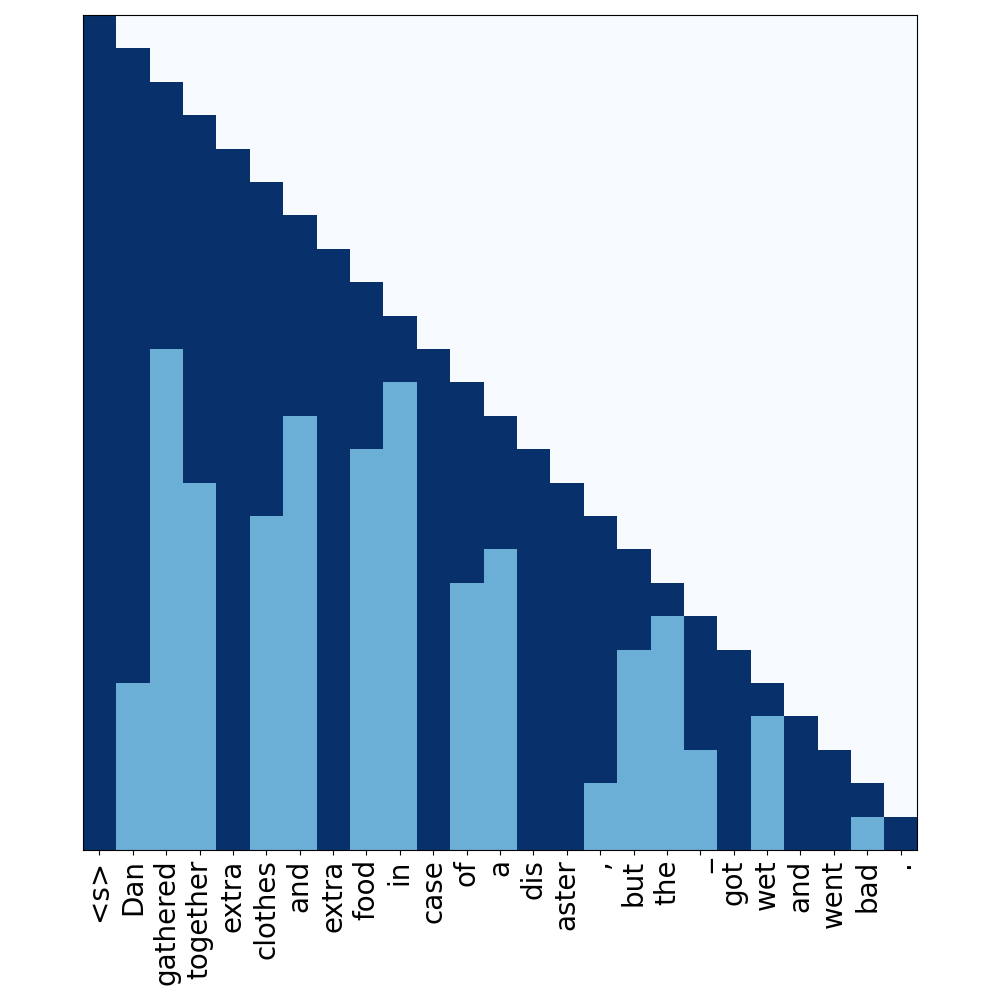 <s> Dan gathered together extra clothes and extra food in case of a dis aster , but the _ got wet and went bad .